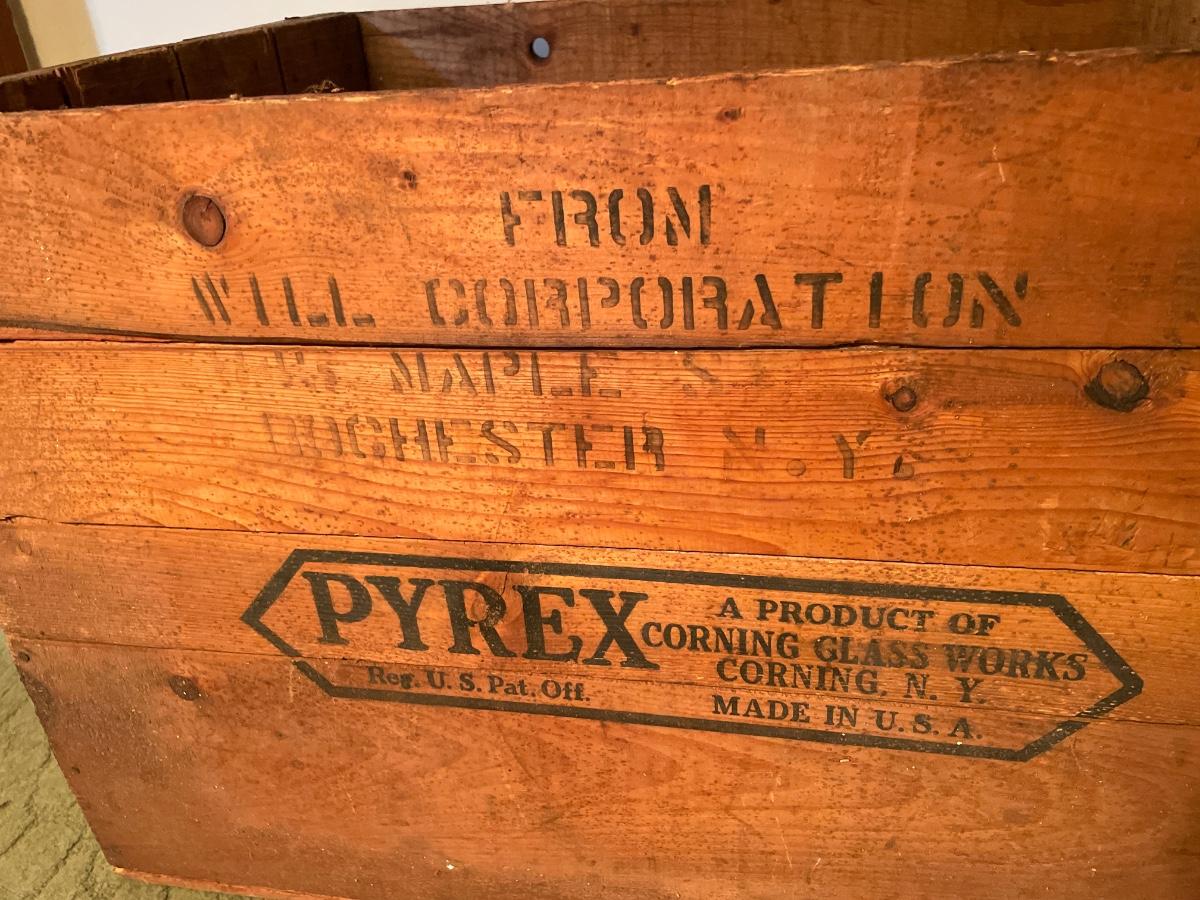 FROM
WILL CORPORATION
MAPLE
ROCHESTER N.Y.
PYREX
Reg. U. S. Pat. Off.
A PRODUCT OF
CORNING GLASS WORKS
CORNING, N. Y.
MADE IN U. S. A.